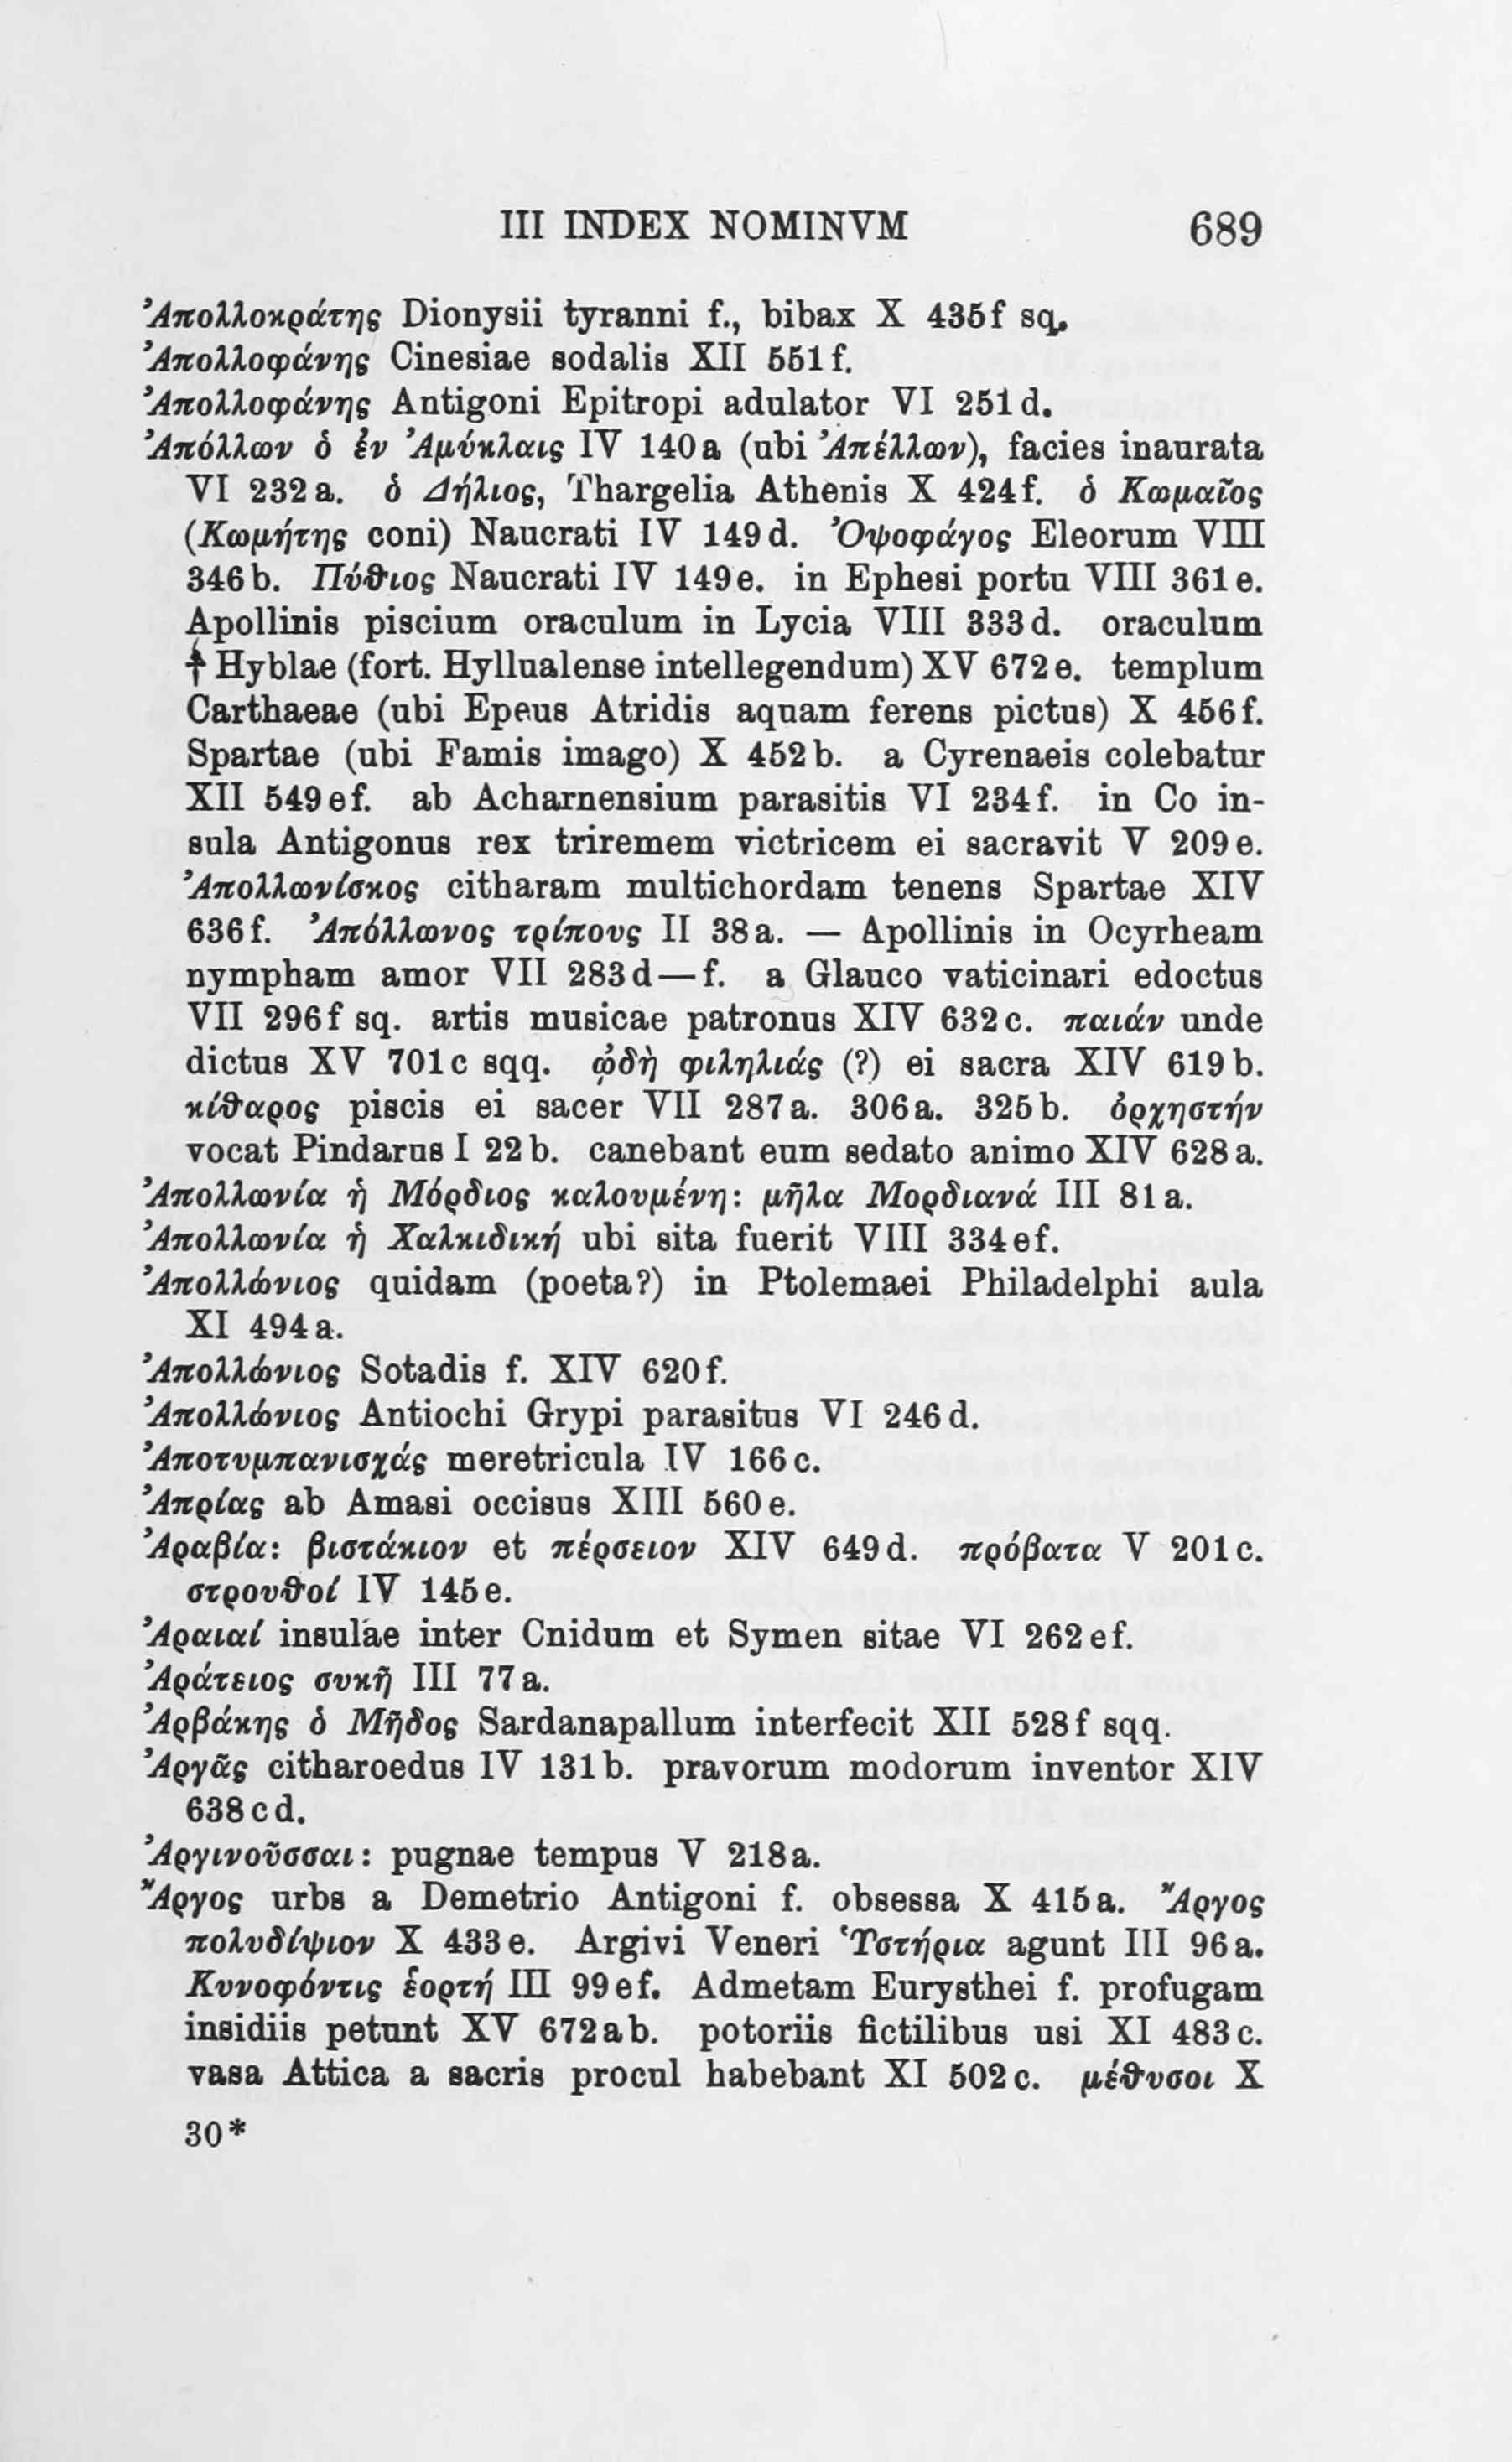 III INDEX NOMINVM 689
Ἀπολλοκράτης Dionysii tyranni f., bibax X 435f sq.
Ἀπολλοφάνης Cinesiae sodalis XII 551f.
Ἀπολλοφάνης Antigoni Epitropi adulator VI 251d.
Ἀπόλλων ὁ ἐν Ἀμύκλαις IV 140a (ubi Ἀπέλλων), facies inaurata
VI 232a. ὁ Δήλιος, Thargelia Athenis X 424f. ὁ Κωμαῖος
(Κωμήτης coni) Naucrati IV 149d. Ὀψοφάγος Eleorum VIII
346b. Πύθιος Naucrati IV 149e. in Ephesi portu VIII 361e.
Apollinis piscium oraculum in Lycia VIII 333d. oraculum
† Hyblae (fort. Hyllualense intellegendum) XV 672e. templum
Carthaeae (ubi Epeus Atridis aquam ferens pictus) X 456f.
Spartae (ubi Famis imago) X 452b. a Cyrenaeis colebatur
XII 549ef. ab Acharnensium parasitis VI 234f. in Co in-
sula Antigonus rex triremem victricem ei sacravit V 209e.
Ἀπολλωνίσκος citharam multichordam tenens Spartae XIV
636f. Ἀπόλλωνος τρίπους II 38a. — Apollinis in Ocyrheam
nympham amor VII 283d—f. a Glauco vaticinari edoctus
VII 296f sq. artis musicae patronus XIV 632c. παιάν unde
dictus XV 701c sqq. ᾠδὴ φιληλιάς (?) ei sacra XIV 619b.
κίθαρος piscis ei sacer VII 287a. 306a. 325b. ὀρχηστήν
vocat Pindarus I 22b. canebant eum sedato animo XIV 628a.
Ἀπολλωνία ἡ Μόρδιος καλουμένη: μῆλα Μορδιανά III 81a.
Ἀπολλωνία ἡ Χαλκιδική ubi sita fuerit VIII 334ef.
Ἀπολλώνιος quidam (poeta?) in Ptolemaei Philadelphi aula
XI 494a.
Ἀπολλώνιος Sotadis f. XIV 620f.
Ἀπολλώνιος Antiochi Grypi parasitus VI 246d.
Ἀποτυμπανισχάς meretricula IV 166c.
Ἀπρίας ab Amasi occisus XIII 560e.
Ἀραβία: βιστάκιον et πέρσειον XIV 649d. πρόβατα V 201c.
στρουθοί IV 145e.
Ἀραιαί insulae inter Cnidum et Symen sitae VI 262ef.
Ἀράτειος συκῆ III 77a.
Ἀρβάκης ὁ Μῆδος Sardanapallum interfecit XII 528f sqq.
Ἀργᾶς citharoedus IV 131b. pravorum modorum inventor XIV
638cd.
Ἀργινοῦσσαι: pugnae tempus V 218a.
Ἄργος urbs a Demetrio Antigoni f. obsessa X 415a. Ἄργος
πολυδίψιον X 433e. Argivi Veneri Ὑστήρια agunt III 96a.
Κυνοφόντις ἑορτή III 99ef. Admetam Eurysthei f. profugam
insidiis petunt XV 672ab. potoriis fictilibus usi XI 483c.
vasa Attica a sacris procul habebant XI 502c. μέθυσοι X
30*